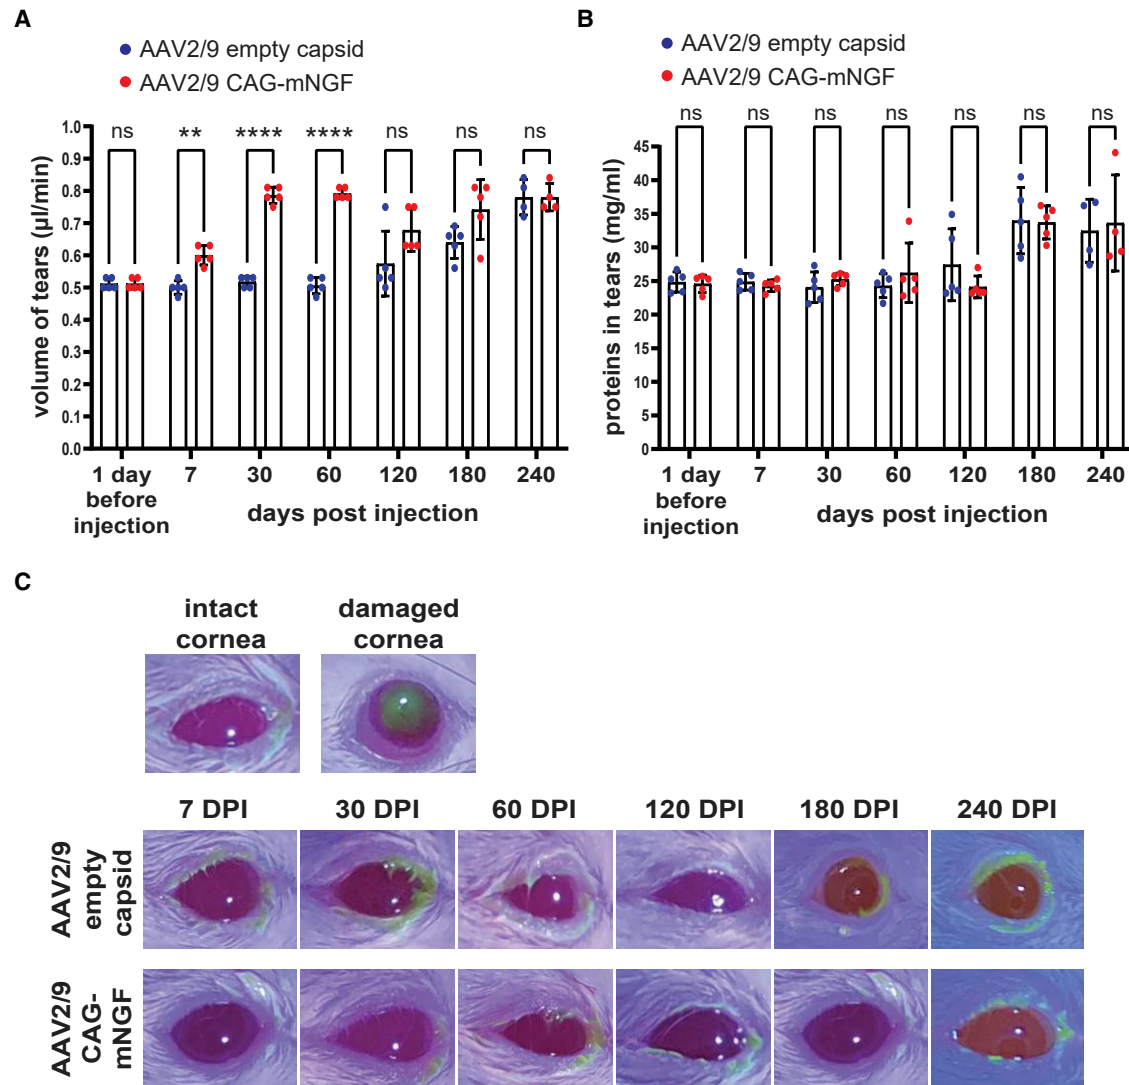 A
AAV2/9 empty capsid
AAV2/9 CAG-mNGF
ns
**
****
****
ns
ns
ns
volume of tears (µl/min)
1.0
0.9
0.8
0.7
0.6
0.5
0.4
0.3
0.2
0.1
0.0
1 day
before
injection
7
30
60
120
180
240
days post injection
B
AAV2/9 empty capsid
AAV2/9 CAG-mNGF
ns
ns
ns
ns
ns
ns
ns
proteins in tears (mg/ml)
45
40
35
30
25
20
15
10
5
0
1 day
before
injection
7
30
60
120
180
240
days post injection
C
intact
cornea
damaged
cornea
7 DPI
30 DPI
60 DPI
120 DPI
180 DPI
240 DPI
AAV2/9
empty
capsid
AAV2/9
CAG-
mNGF